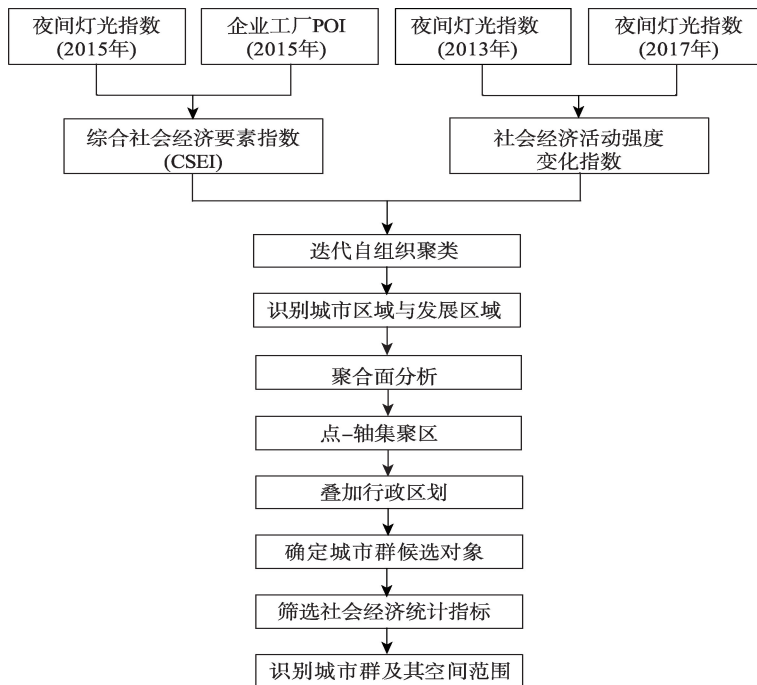 夜间灯光指数
(2015年)
企业工厂POI
(2015年)
夜间灯光指数
(2013年)
夜间灯光指数
(2017年)
综合社会经济要素指数
(CSEI)
社会经济活动强度
变化指数
迭代自组织聚类
识别城市区域与发展区域
聚合面分析
点-轴集聚区
叠加行政区划
确定城市群候选对象
筛选社会经济统计指标
识别城市群及其空间范围